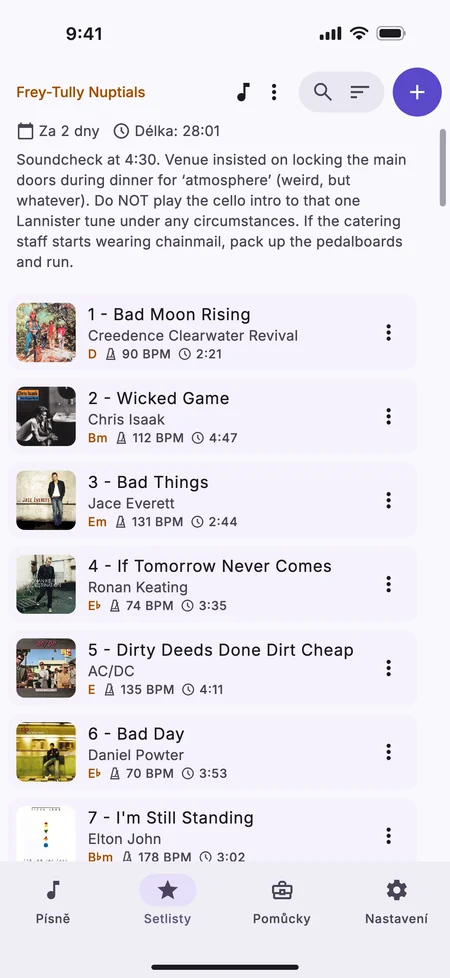 9:41
Frey-Tully Nuptials
Za 2 dny Délka: 28:01
Soundcheck at 4:30. Venue insisted on locking the main
doors during dinner for ‘atmosphere’ (weird, but
whatever). Do NOT play the cello intro to that one
Lannister tune under any circumstances. If the catering
staff starts wearing chainmail, pack up the pedalboards
and run.
1 - Bad Moon Rising
Creedence Clearwater Revival
D 90 BPM 2:21
2 - Wicked Game
Chris Isaak
Bm 112 BPM 4:47
3 - Bad Things
Jace Everett
Em 131 BPM 2:44
4 - If Tomorrow Never Comes
Ronan Keating
E♭ 74 BPM 3:35
5 - Dirty Deeds Done Dirt Cheap
AC/DC
E 135 BPM 4:11
6 - Bad Day
Daniel Powter
E♭ 70 BPM 3:53
7 - I'm Still Standing
Elton John
B♭m 178 BPM 3:02
Písně Setlisty Pomůcky Nastavení